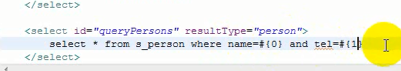 </select>
<select id="queryPersons" resultType="person">
select * from s_person where name=#{0} and tel=#{1
</select>